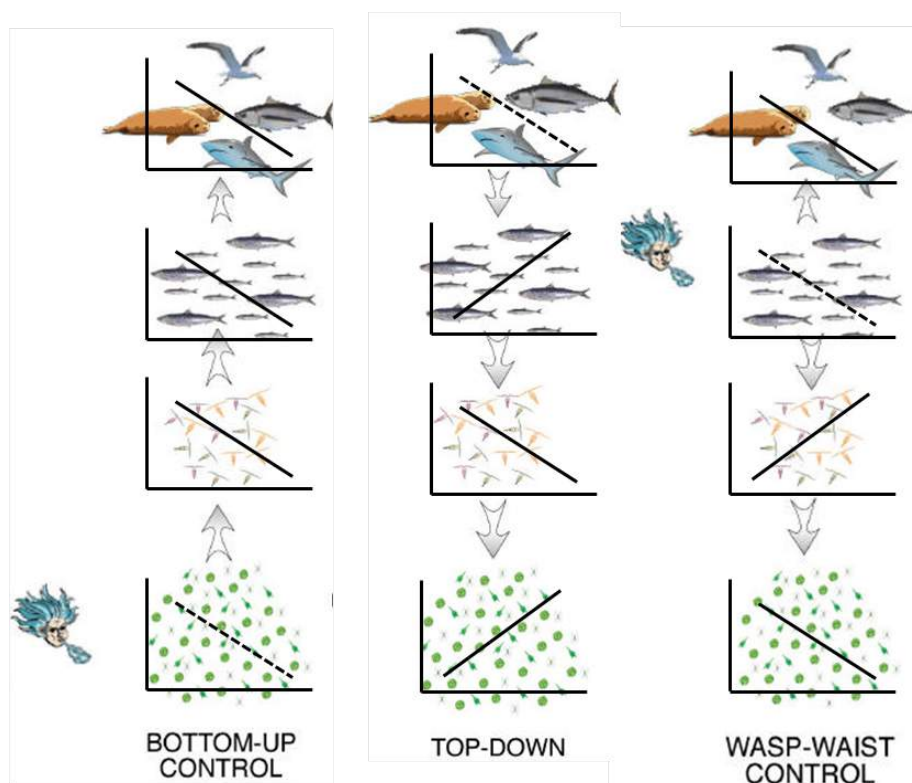 BOTTOM-UP
CONTROL
TOP-DOWN
WASP-WAIST
CONTROL